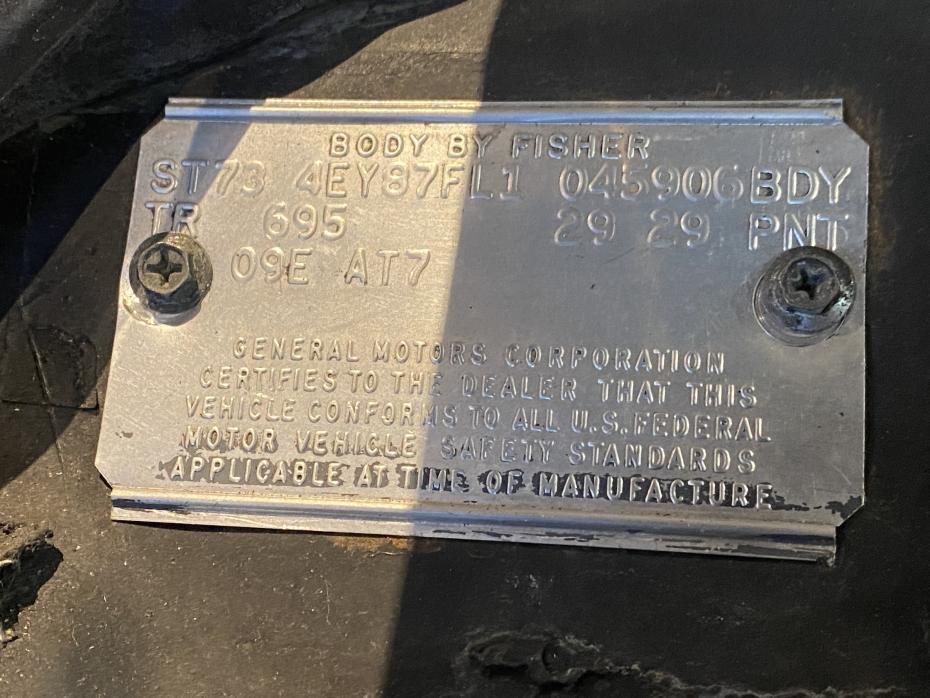 BODY BY FISHER
ST73 4EY87FL1 045906BDY
TR 695 29 29 PNT
09E AT7
GENERAL MOTORS CORPORATION
CERTIFIES TO THE DEALER THAT THIS
VEHICLE CONFORMS TO ALL U.S. FEDERAL
MOTOR VEHICLE SAFETY STANDARDS
APPLICABLE AT TIME OF MANUFACTURE